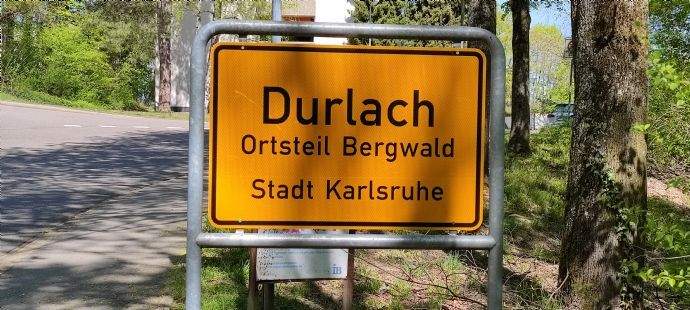 Durlach
Ortsteil Bergwald
Stadt Karlsruhe